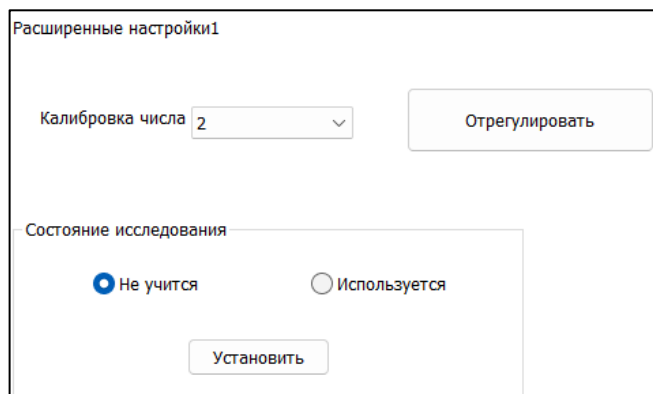 Расширенные настройки1
Калибровка числа 2 Отрегулировать
Состояние исследования
Не учится Используется
Установить